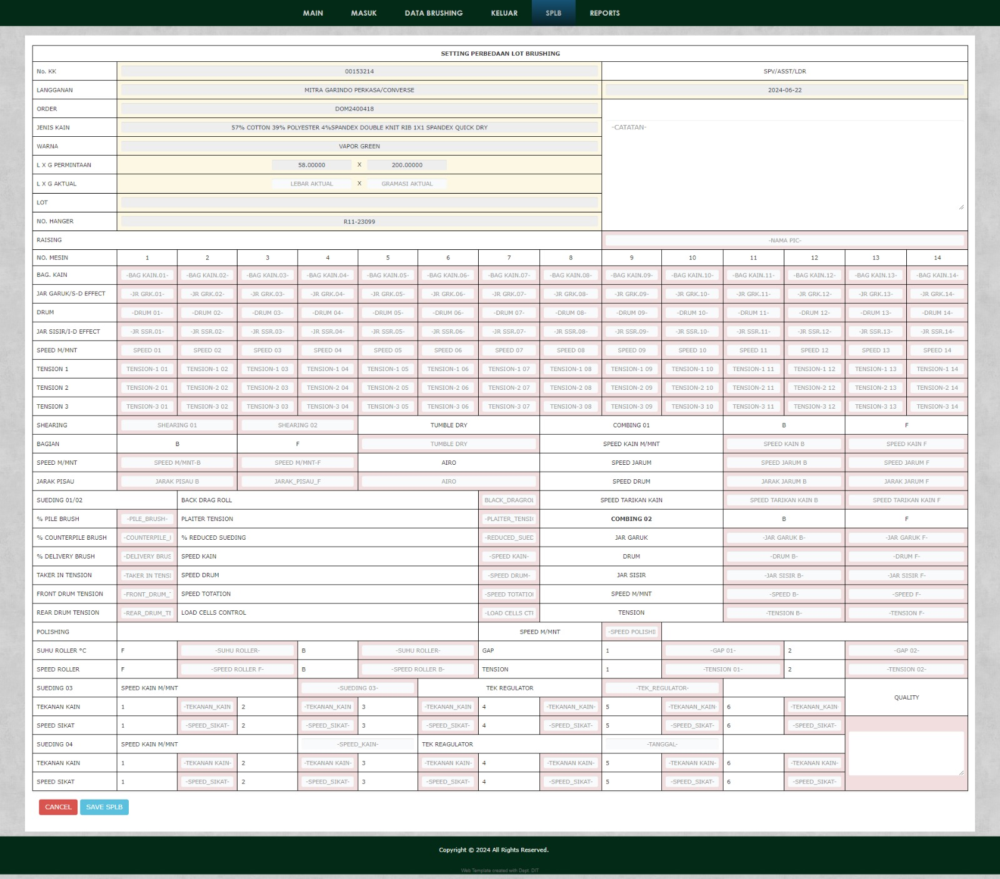 MAIN MASUK DATA BRUSHING KELUAR SPLB REPORTS
SETTING PERBEDAAN LOT BRUSHING
No. KK 00153214 SPV/ASST/LDR
LANGGANAN MITRA GARINDO PERKASA/CONVERSE 2024-06-22
ORDER DOM2400418
-CATATAN-
JENIS KAIN 57% COTTON 39% POLYESTER 4%SPANDEX DOUBLE KNIT RIB 1X1 SPANDEX QUICK DRY
WARNA VAPOR GREEN
L X G PERMINTAAN 58.00000 X 200.00000
L X G AKTUAL LEBAR AKTUAL X GRAMASI AKTUAL
LOT
NO. HANGER R11-23099
RAISING -NAMA PIC-
NO. MESIN 1 2 3 4 5 6 7 8 9 10 11 12 13 14
BAG. KAIN -BAG KAIN.01- -BAG KAIN.02- -BAG KAIN.03- -BAG KAIN.04- -BAG KAIN.05- -BAG KAIN.06- -BAG KAIN.07- -BAG KAIN.08- -BAG KAIN.09- -BAG KAIN.10- -BAG KAIN.11- -BAG KAIN.12- -BAG KAIN.13- -BAG KAIN.14-
JAR GARUK/S-D EFFECT -JR GRK.01- -JR GRK.02- -JR GRK.03- -JR GRK.04- -JR GRK.05- -JR GRK.06- -JR GRK.07- -JR GRK.08- -JR GRK.09- -JR GRK.10- -JR GRK.11- -JR GRK.12- -JR GRK.13- -JR GRK.14-
DRUM -DRUM 01- -DRUM 02- -DRUM 03- -DRUM 04- -DRUM 05- -DRUM 06- -DRUM 07- -DRUM 08- -DRUM 09- -DRUM 10- -DRUM 11- -DRUM 12- -DRUM 13- -DRUM 14-
JAR SISIR/I-D EFFECT -JR SSR.01- -JR SSR.02- -JR SSR.03- -JR SSR.04- -JR SSR.05- -JR SSR.06- -JR SSR.07- -JR SSR.08- -JR SSR.09- -JR SSR.10- -JR SSR.11- -JR SSR.12- -JR SSR.13- -JR SSR.14-
SPEED M/MNT SPEED 01 SPEED 02 SPEED 03 SPEED 04 SPEED 05 SPEED 06 SPEED 07 SPEED 08 SPEED 09 SPEED 10 SPEED 11 SPEED 12 SPEED 13 SPEED 14
TENSION 1 TENSION-1 01 TENSION-1 02 TENSION-1 03 TENSION-1 04 TENSION-1 05 TENSION-1 06 TENSION-1 07 TENSION-1 08 TENSION-1 09 TENSION-1 10 TENSION-1 11 TENSION-1 12 TENSION-1 13 TENSION-1 14
TENSION 2 TENSION-2 01 TENSION-2 02 TENSION-2 03 TENSION-2 04 TENSION-2 05 TENSION-2 06 TENSION-2 07 TENSION-2 08 TENSION-2 09 TENSION-2 10 TENSION-2 11 TENSION-2 12 TENSION-2 13 TENSION-2 14
TENSION 3 TENSION-3 01 TENSION-3 02 TENSION-3 03 TENSION-3 04 TENSION-3 05 TENSION-3 06 TENSION-3 07 TENSION-3 08 TENSION-3 09 TENSION-3 10 TENSION-3 11 TENSION-3 12 TENSION-3 13 TENSION-3 14
SHEARING SHEARING 01 SHEARING 02 TUMBLE DRY COMBING 01 B F
BAGIAN B F TUMBLE DRY SPEED KAIN M/MNT SPEED KAIN B SPEED KAIN F
SPEED M/MNT SPEED M/MNT-B SPEED M/MNT-F AIRO SPEED JARUM SPEED JARUM B SPEED JARUM F
JARAK PISAU JARAK PISAU B JARAK_PISAU_F AIRO SPEED DRUM JARAK JARUM B JARAK JARUM F
SUEDING 01/02 BACK DRAG ROLL BLACK_DRAGROL SPEED TARIKAN KAIN SPEED TARIKAN KAIN B SPEED TARIKAN KAIN F
% PILE BRUSH -PILE_BRUSH- PLAITER TENSION -PLAITER_TENSI COMBING 02 B F
% COUNTERPILE BRUSH -COUNTERPILE_ % REDUCED SUEDING -REDUCED_SUED JAR GARUK -JAR GARUK B- -JAR GARUK F-
% DELIVERY BRUSH -DELIVERY BRUS SPEED KAIN -SPEED KAIN- DRUM -DRUM B- -DRUM F-
TAKER IN TENSION -TAKER IN TENSI SPEED DRUM -SPEED DRUM- JAR SISIR -JAR SISIR B- -JAR SISIR F-
FRONT DRUM TENSION -FRONT_DRUM_ SPEED TOTATION -SPEED TOTATIO SPEED M/MNT -SPEED B- -SPEED F-
REAR DRUM TENSION -REAR_DRUM_TE LOAD CELLS CONTROL -LOAD CELLS CT TENSION -TENSION B- -TENSION F-
POLISHING SPEED M/MNT -SPEED POLISHI
SUHU ROLLER °C F -SUHU ROLLER- B -SUHU ROLLER- GAP 1 -GAP 01- 2 -GAP 02-
SPEED ROLLER F -SPEED ROLLER F- B -SPEED ROLLER B- TENSION 1 -TENSION 01- 2 -TENSION 02-
SUEDING 03 SPEED KAIN M/MNT -SUEDING 03- TEK REGULATOR -TEK_REGULATOR- QUALITY
TEKANAN KAIN 1 -TEKANAN_KAIN 2 -TEKANAN_KAIN 3 -TEKANAN_KAIN 4 -TEKANAN_KAIN- 5 -TEKANAN_KAIN- 6 -TEKANAN_KAIN-
SPEED SIKAT 1 -SPEED_SIKAT- 2 -SPEED_SIKAT- 3 -SPEED_SIKAT- 4 -SPEED_SIKAT- 5 -SPEED_SIKAT- 6 -SPEED_SIKAT-
SUEDING 04 SPEED KAIN M/MNT -SPEED_KAIN- TEK REAGULATOR -TANGGAL-
TEKANAN KAIN 1 -TEKANAN KAIN- 2 -TEKANAN KAIN- 3 -TEKANAN KAIN- 4 -TEKANAN KAIN- 5 -TEKANAN KAIN- 6 -TEKANAN KAIN-
SPEED SIKAT 1 -SPEED_SIKAT- 2 -SPEED_SIKAT- 3 -SPEED_SIKAT- 4 -SPEED_SIKAT- 5 -SPEED_SIKAT- 6 -SPEED_SIKAT-
CANCEL SAVE SPLB
Copyright © 2024 All Rights Reserved.
Web Template created with Dept. DIT